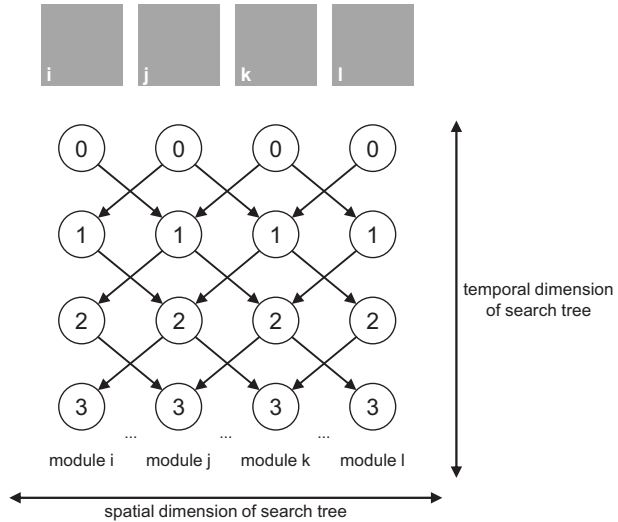 i j k l
0 0 0 0
1 1 1 1
2 2 2 2
3 3 3 3
... ... ...
module i module j module k module l
temporal dimension
of search tree
spatial dimension of search tree